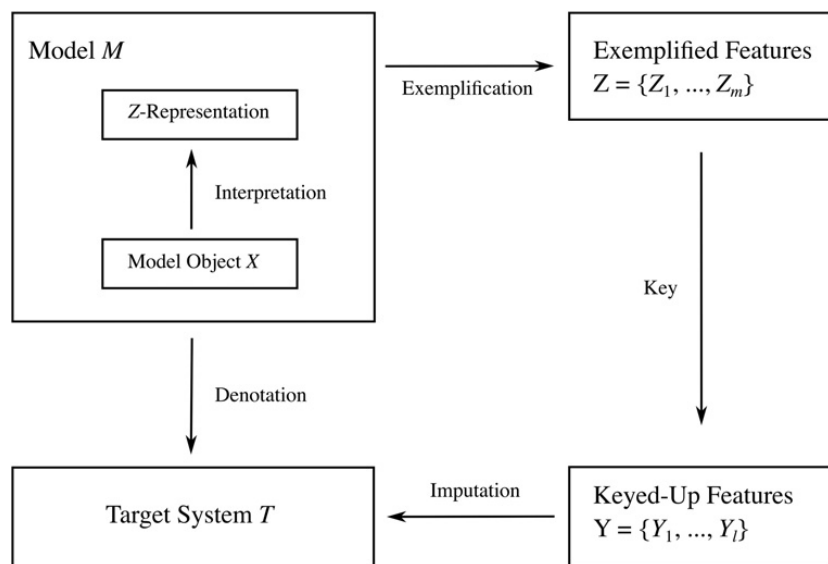 Model M
Z-Representation
Interpretation
Model Object X
Exemplification
Exemplified Features
Z = {Z₁, ..., Zₘ}
Key
Denotation
Target System T
Imputation
Keyed-Up Features
Y = {Y₁, ..., Yₗ}